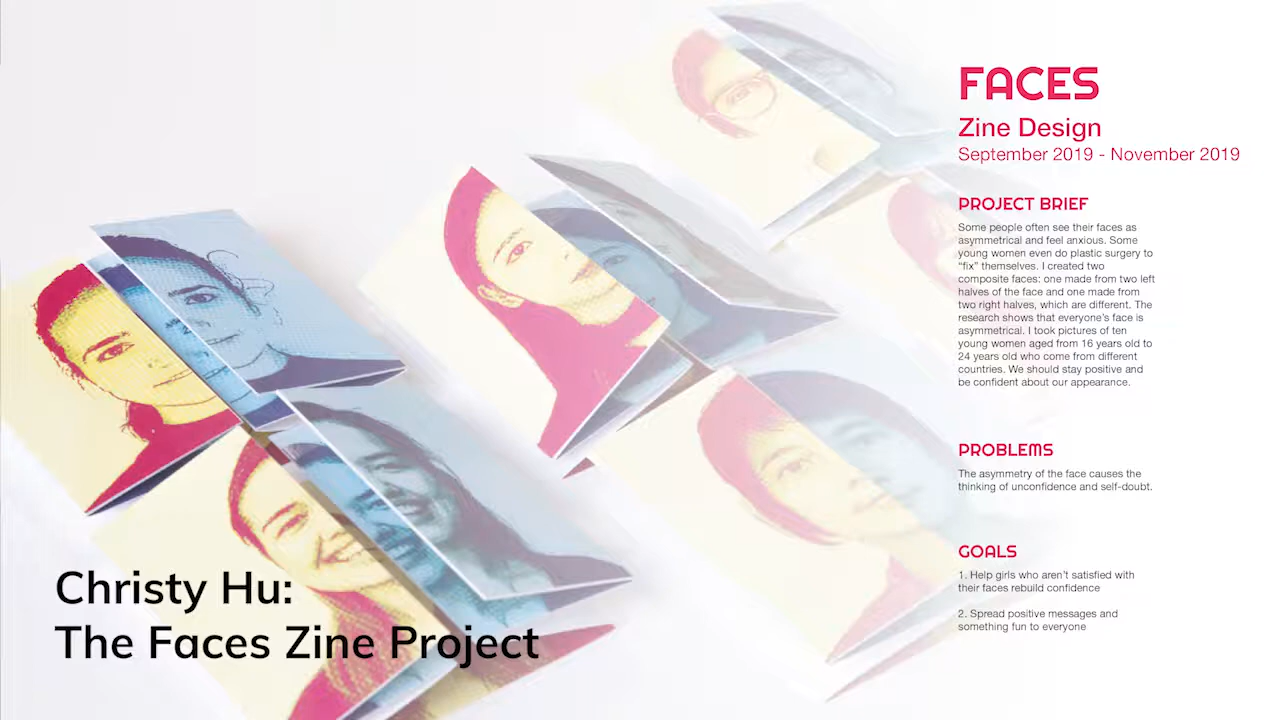 FACES
Zine Design
September 2019 - November 2019
PROJECT BRIEF
Some people often see their faces as
asymmetrical and feel anxious. Some
young women even do plastic surgery to
“fix” themselves. I created two
composite faces: one made from two left
halves of the face and one made from
two right halves, which are different. The
research shows that everyone’s face is
asymmetrical. I took pictures of ten
young women aged from 16 years old to
24 years old who come from different
countries. We should stay positive and
be confident about our appearance.
PROBLEMS
The asymmetry of the face causes the
thinking of unconfidence and self-doubt.
GOALS
1. Help girls who aren’t satisfied with
their faces rebuild confidence
2. Spread positive messages and
something fun to everyone
Christy Hu:
The Faces Zine Project